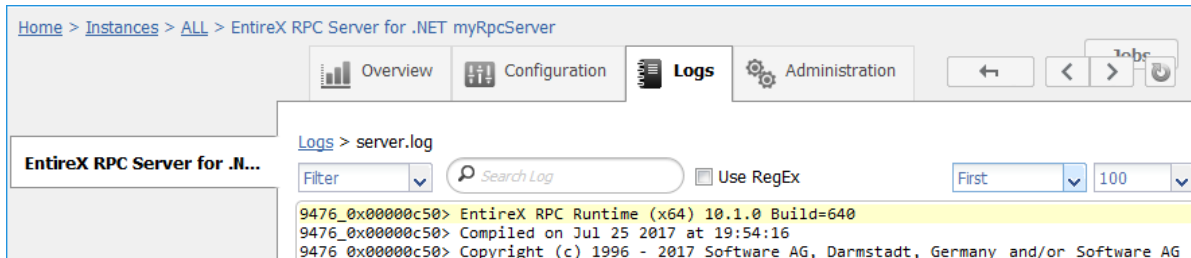 Home > Instances > ALL > EntireX RPC Server for .NET myRpcServer
Jobs
Overview Configuration Logs Administration
Logs > server.log
EntireX RPC Server for .N...
Filter Search Log Use RegEx First 100
9476_0x00000c50> EntireX RPC Runtime (x64) 10.1.0 Build=640
9476_0x00000c50> Compiled on Jul 25 2017 at 19:54:16
9476_0x00000c50> Copyright (c) 1996 - 2017 Software AG, Darmstadt, Germany and/or Software AG